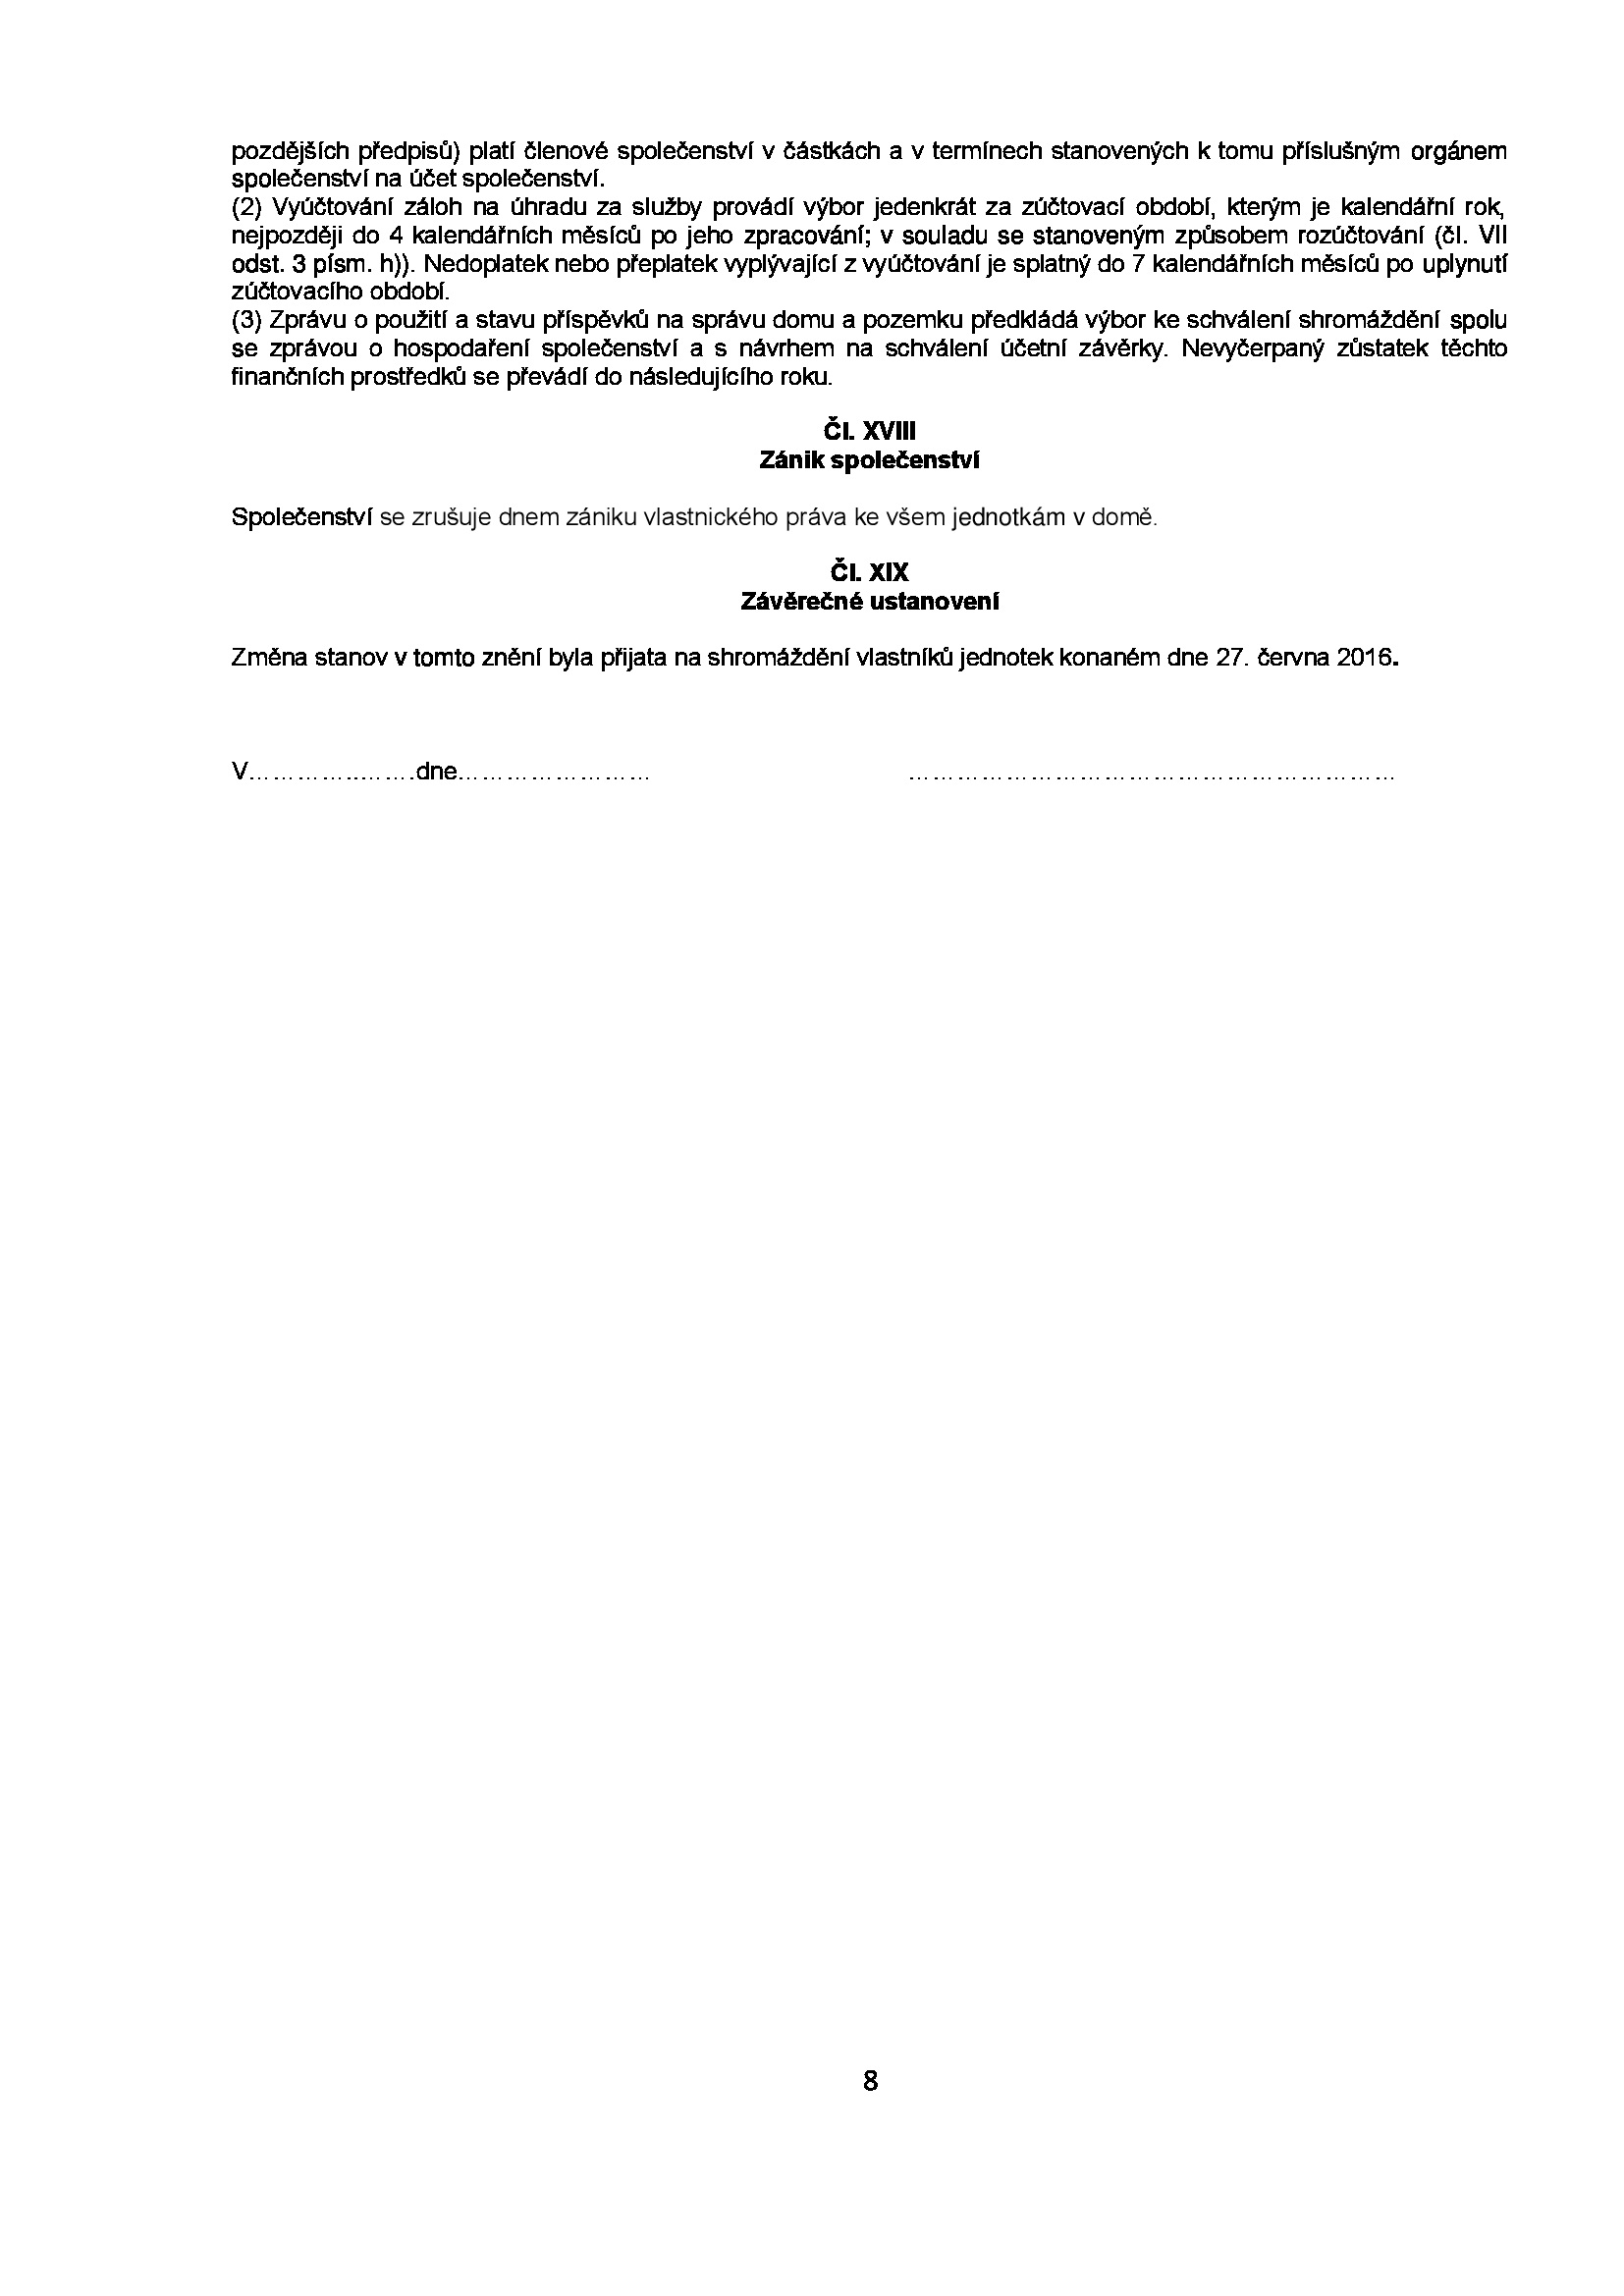 pozdějších předpisů) platí členové společenství v částkách a v termínech stanovených k tomu příslušným orgánem
společenství na účet společenství.
(2) Vyúčtování záloh na úhradu za služby provádí výbor jedenkrát za zúčtovací období, kterým je kalendářní rok,
nejpozději do 4 kalendářních měsíců po jeho zpracování; v souladu se stanoveným způsobem rozúčtování (čl. VII
odst. 3 písm. h)). Nedoplatek nebo přeplatek vyplývající z vyúčtování je splatný do 7 kalendářních měsíců po uplynutí
zúčtovacího období.
(3) Zprávu o použití a stavu příspěvků na správu domu a pozemku předkládá výbor ke schválení shromáždění spolu
se zprávou o hospodaření společenství a s návrhem na schválení účetní závěrky. Nevyčerpaný zůstatek těchto
finančních prostředků se převádí do následujícího roku.
Čl. XVIII
Zánik společenství
Společenství se zrušuje dnem zániku vlastnického práva ke všem jednotkám v domě.
Čl. XIX
Závěrečné ustanovení
Změna stanov v tomto znění byla přijata na shromáždění vlastníků jednotek konaném dne 27. června 2016.
V…………..…….dne…………………… ……………………………………………………
8